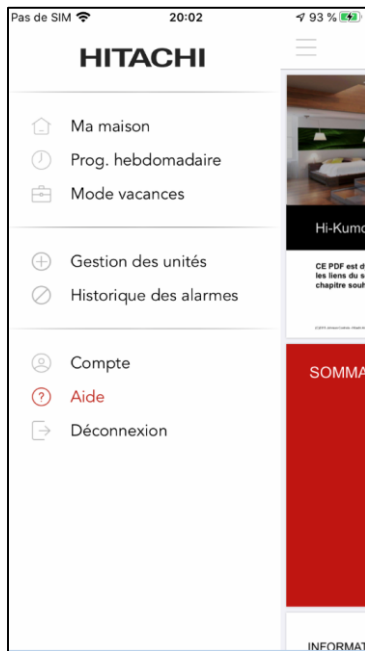 Pas de SIM 20:02 93 %
HITACHI
Ma maison
Prog. hebdomadaire
Mode vacances
Gestion des unités
Historique des alarmes
Compte
Aide
Déconnexion
Hi-Kumo
CE PDF est d
les liens du s
chapitre souh
SOMMA
INFORMAT